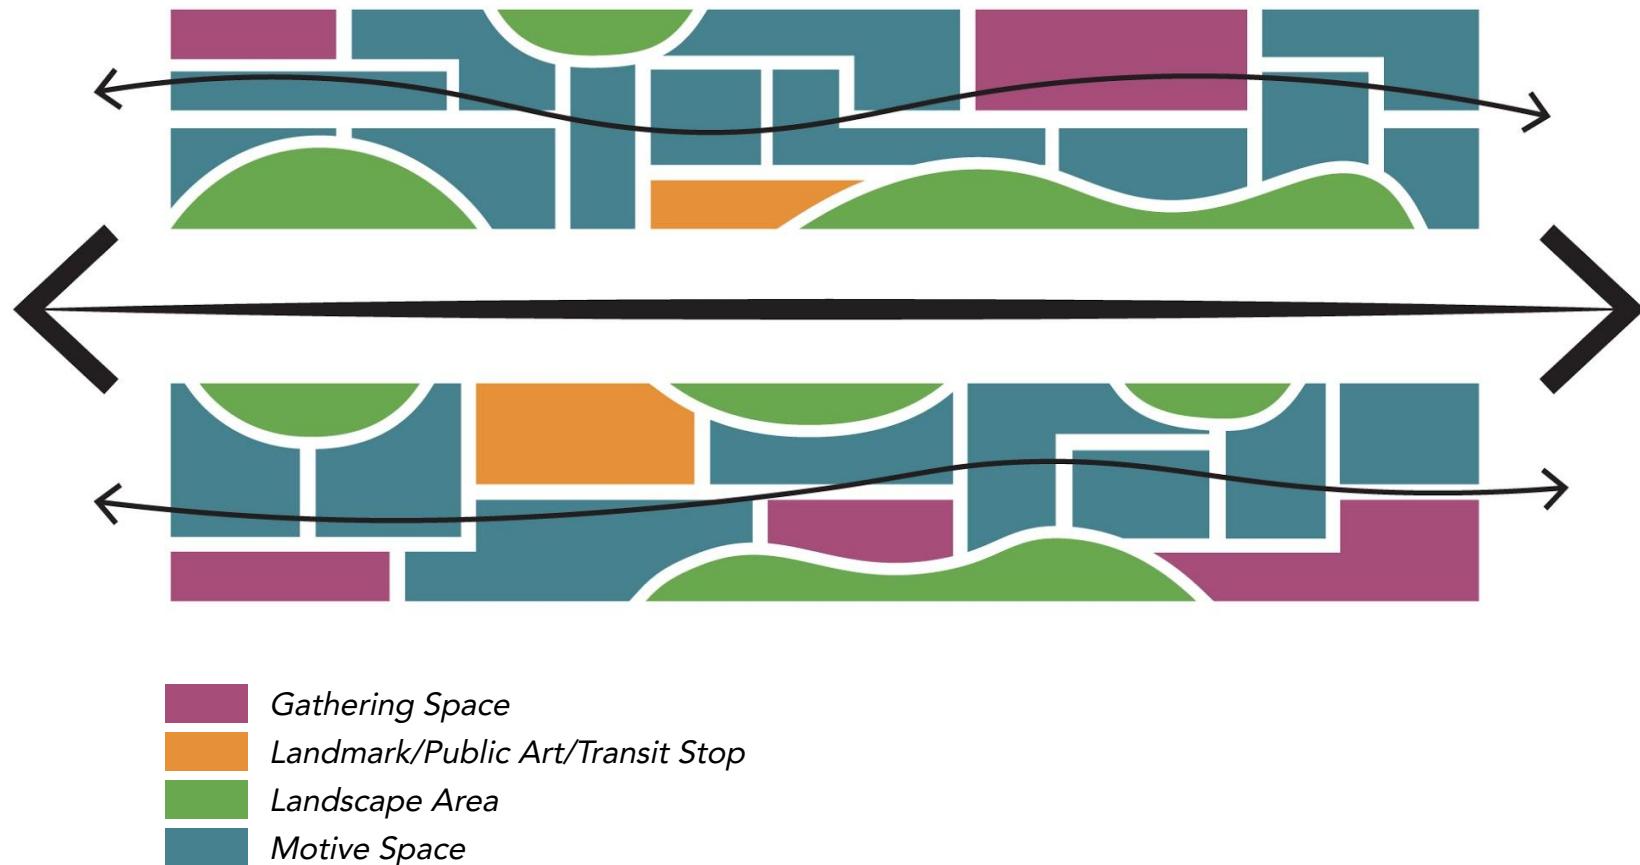 Gathering Space
Landmark/Public Art/Transit Stop
Landscape Area
Motive Space